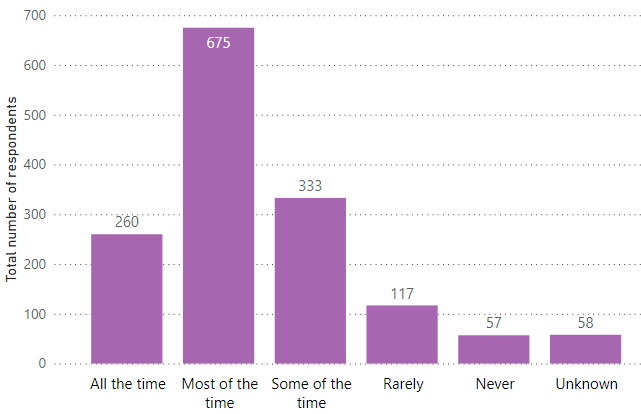 Total number of respondents
700
600
500
400
300
200
100
0
260
675
333
117
57
58
All the time
Most of the
time
Some of the
time
Rarely
Never
Unknown